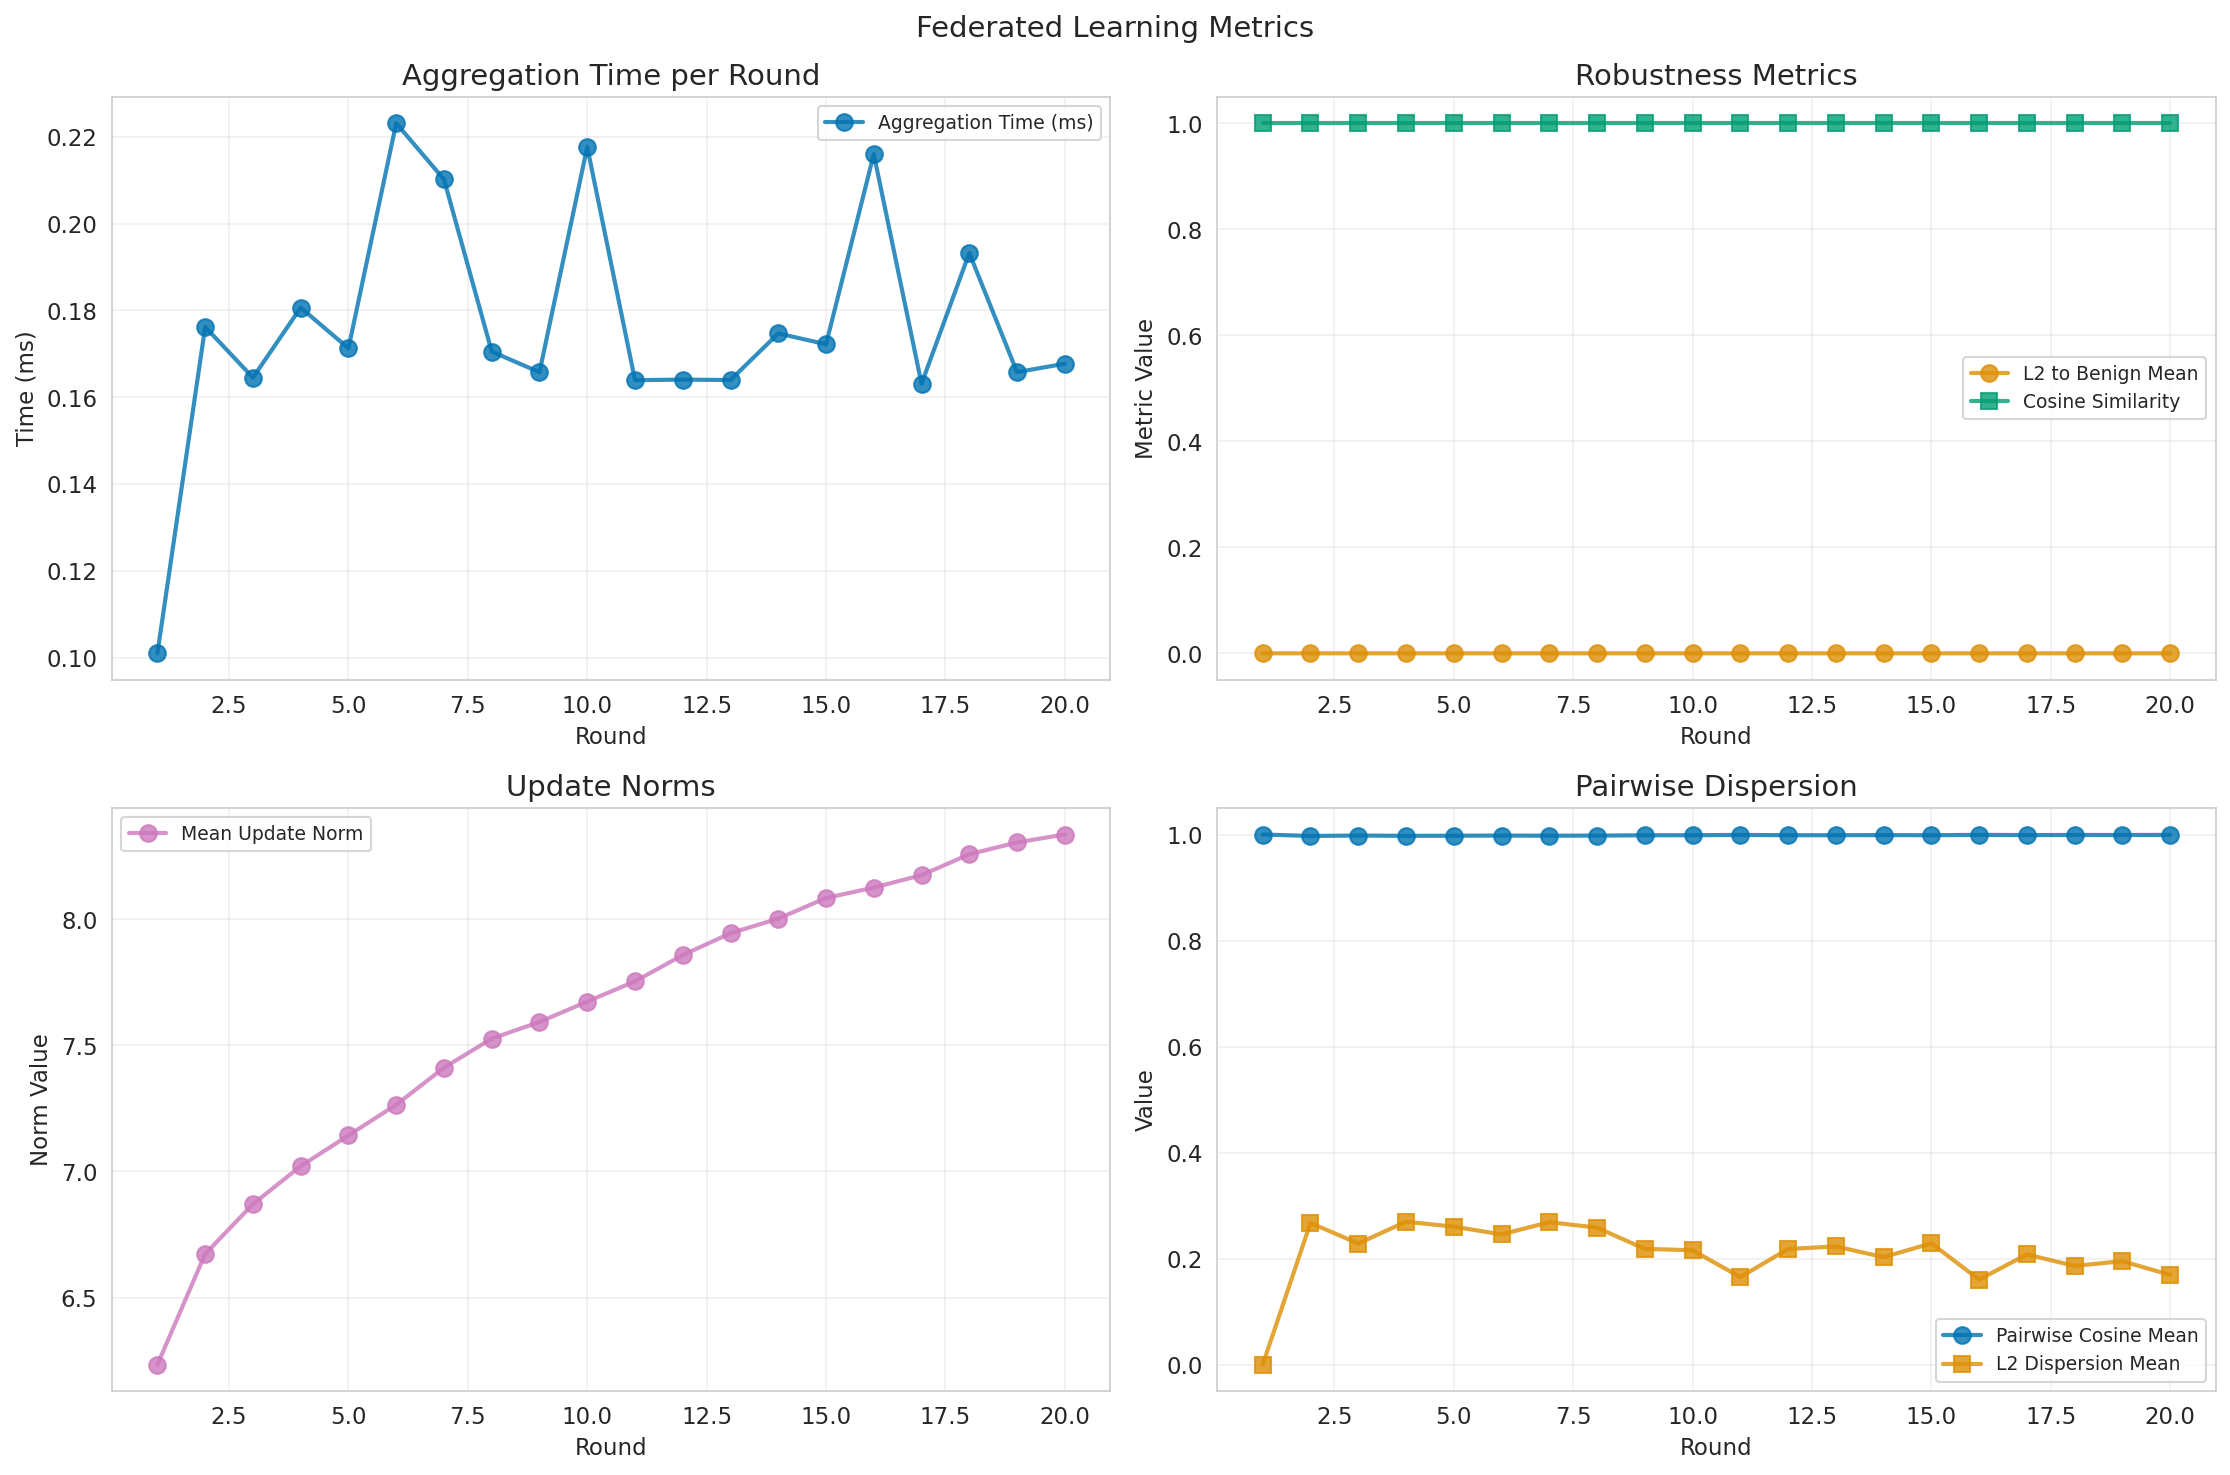 Federated Learning Metrics
Aggregation Time per Round
Aggregation Time (ms)
Time (ms)
0.22
0.20
0.18
0.16
0.14
0.12
0.10
2.5 5.0 7.5 10.0 12.5 15.0 17.5 20.0
Round
Robustness Metrics
Metric Value
1.0
0.8
0.6
0.4
0.2
0.0
L2 to Benign Mean
Cosine Similarity
2.5 5.0 7.5 10.0 12.5 15.0 17.5 20.0
Round
Update Norms
Mean Update Norm
Norm Value
8.0
7.5
7.0
6.5
2.5 5.0 7.5 10.0 12.5 15.0 17.5 20.0
Round
Pairwise Dispersion
Value
1.0
0.8
0.6
0.4
0.2
0.0
Pairwise Cosine Mean
L2 Dispersion Mean
2.5 5.0 7.5 10.0 12.5 15.0 17.5 20.0
Round